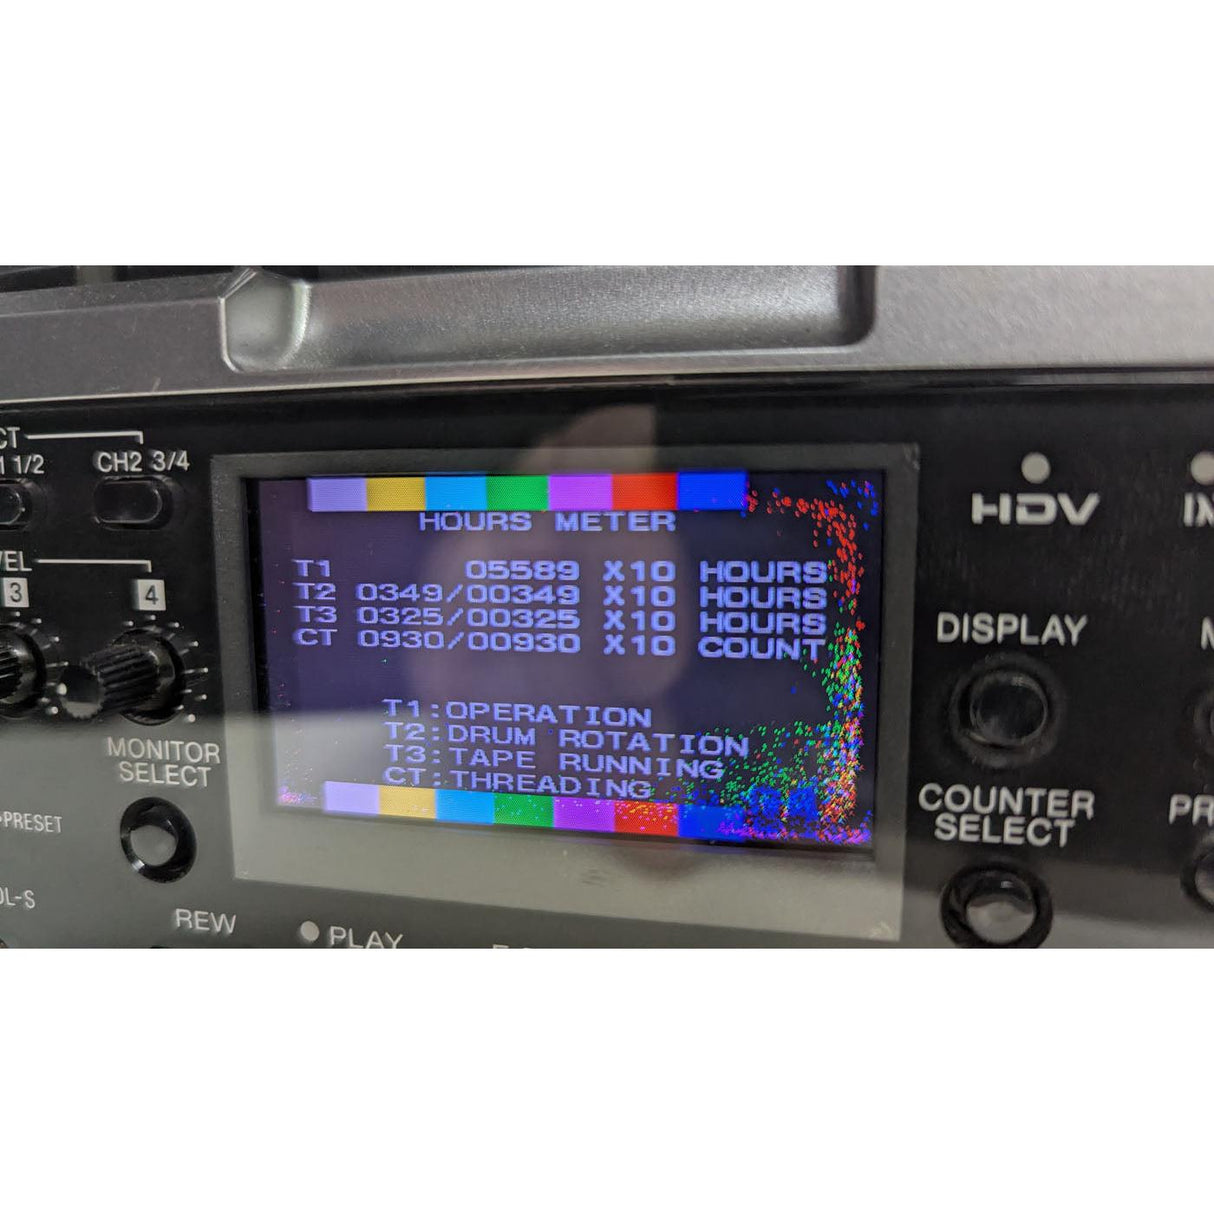 CH2 3/4
1 1/2
HDV
HOURS METER
T1 05589 X10 HOURS
T2 0349/00349 X10 HOURS
T3 0325/00325 X10 HOURS
CT 0930/00930 X10 COUNT
3
4
DISPLAY
T1:OPERATION
T2:DRUM ROTATION
T3:TAPE RUNNING
CT:THREADING
MONITOR
SELECT
COUNTER
SELECT
PRESET
REW
PLAY